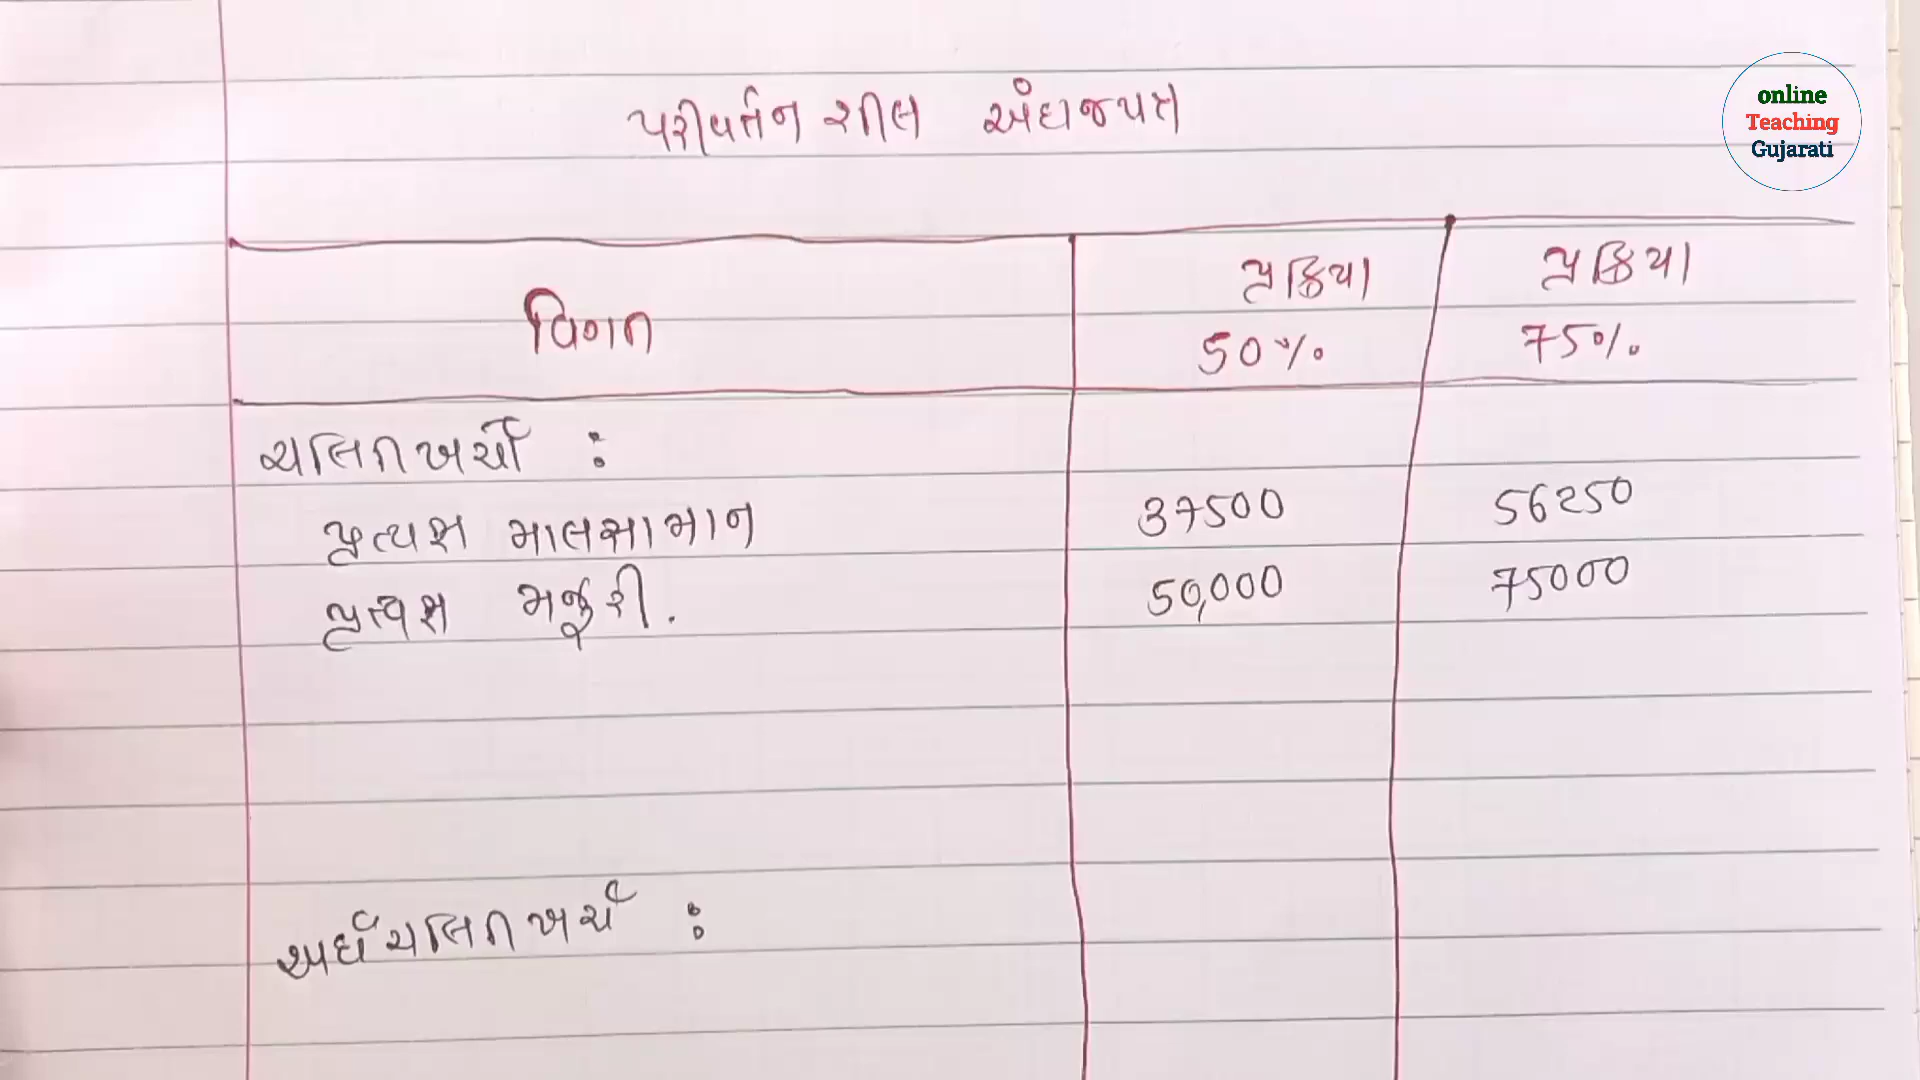 પરીવર્તન શીલ અંદાજપત્ર
online
Teaching
Gujarati
વિગત
પ્રક્રિયા
50%
પ્રક્રિયા
75%
ચલિતખર્ચો :
પ્રત્યક્ષ માલસામાન 37500 56250
પ્રત્યક્ષ મજુરી. 50,000 75000
અર્ધચલિતખર્ચ :